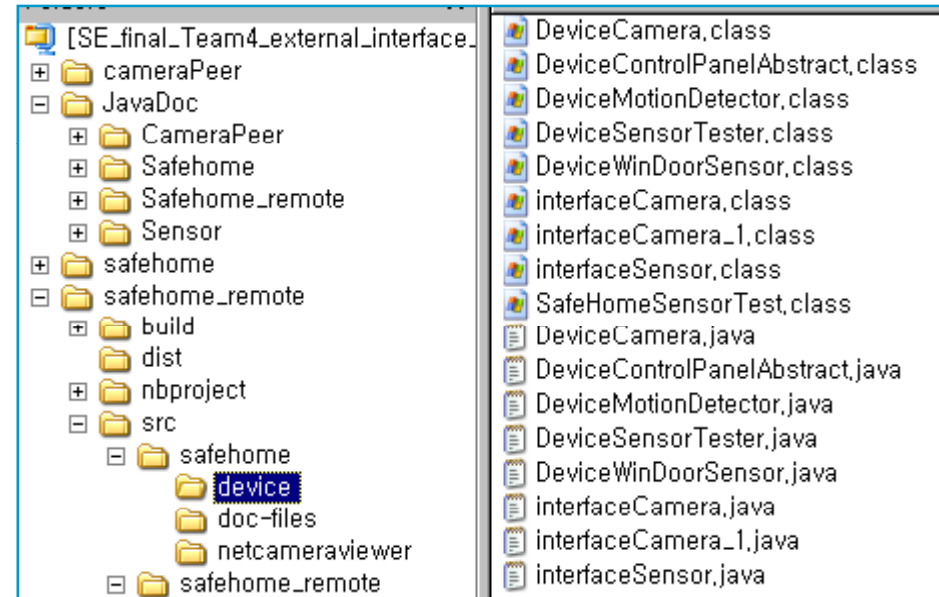 [SE_final_Team4_external_interface_
cameraPeer
JavaDoc
CameraPeer
Safehome
Safehome_remote
Sensor
safehome
safehome_remote
build
dist
nbproject
src
safehome
device
doc-files
netcameraviewer
safehome_remote
DeviceCamera.class
DeviceControlPanelAbstract.class
DeviceMotionDetector.class
DeviceSensorTester.class
DeviceWinDoorSensor.class
interfaceCamera.class
interfaceCamera_1.class
interfaceSensor.class
SafeHomeSensorTest.class
DeviceCamera.java
DeviceControlPanelAbstract.java
DeviceMotionDetector.java
DeviceSensorTester.java
DeviceWinDoorSensor.java
interfaceCamera.java
interfaceCamera_1.java
interfaceSensor.java